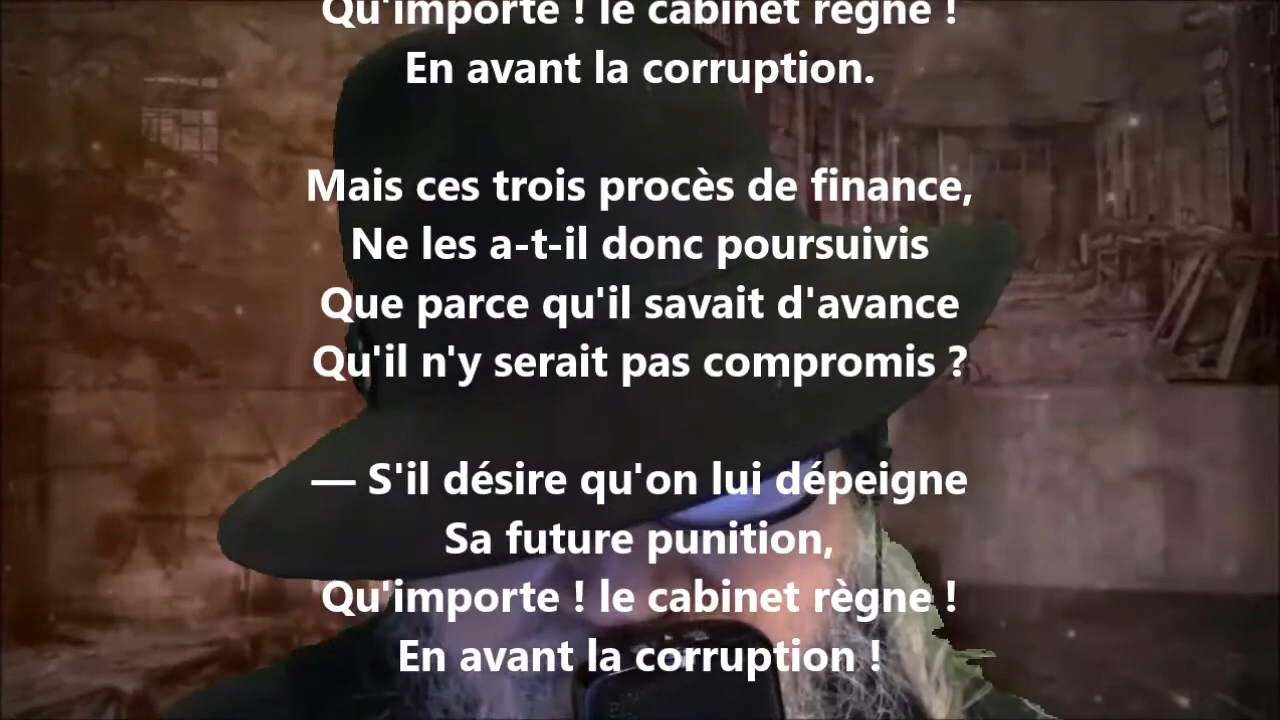 Qu'importe ! le cabinet règne !
En avant la corruption.
Mais ces trois procès de finance,
Ne les a-t-il donc poursuivis
Que parce qu'il savait d'avance
Qu'il n'y serait pas compromis ?
— S'il désire qu'on lui dépeigne
Sa future punition,
Qu'importe ! le cabinet règne !
En avant la corruption !